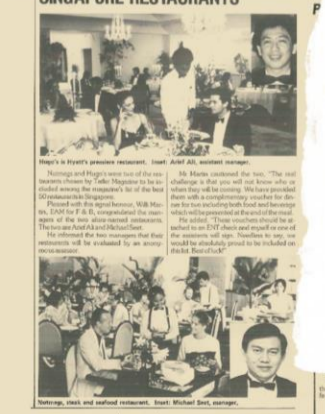 SINGAPORE RESTAURANTS
P
Hugo's is Hyatt's premiere restaurant. Inset: Arief Ali, assistant manager.
Nutmegs and Hugo's were two of the res-
taurants chosen by Tatler Magazine to be in-
cluded among the magazine's list of the best
50 restaurants in Singapore.
Pleased with this signal honour, Willi Mar-
tin, EAM for F & B, congratulated the man-
agers of the two above-named restaurants.
The two are Arief Ali and Michael Seet.
He informed the two managers that their
restaurants will be evaluated by an anony-
mous
Mr Martin cautioned the two, "The real
challenge is that you will not know who or
when they will be coming. We have provided
them with a complimentary voucher for din-
ner for two including both food and beverage
which will be presented at the end of the meal.
He added, "These vouchers should be at-
tached to an ENT check and myself or one of
the assistants will sign. Needless to say, we
would be absolutely proud to be included on
this list. Best of luck!"
Nutmegs, steak and seafood restaurant. Inset: Michael Seet, manager.